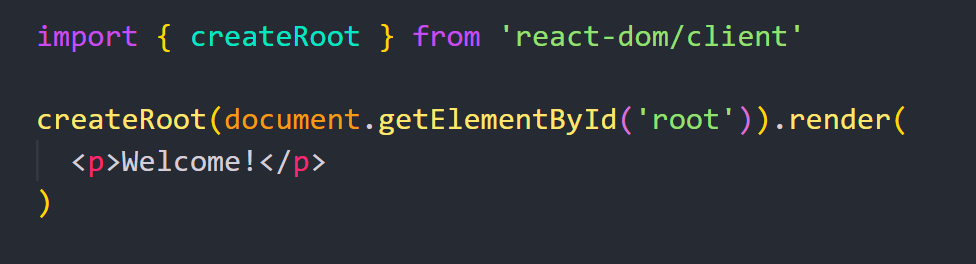 import { createRoot } from 'react-dom/client'
createRoot(document.getElementById('root')).render(
<p>Welcome!</p>
)